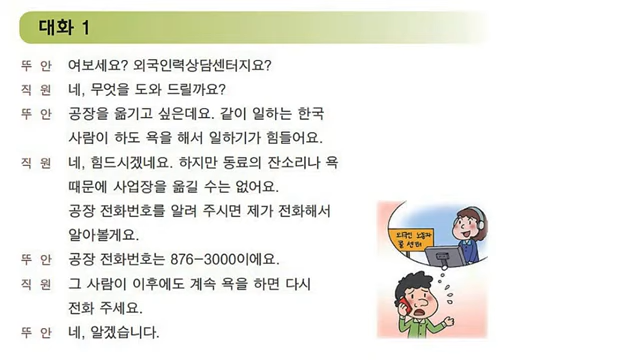 대화 1
뚜 안 여보세요? 외국인력상담센터지요?
직 원 네, 무엇을 도와 드릴까요?
뚜 안 공장을 옮기고 싶은데요. 같이 일하는 한국
사람이 하도 욕을 해서 일하기가 힘들어요.
직 원 네, 힘드시겠네요. 하지만 동료의 잔소리나 욕
때문에 사업장을 옮길 수는 없어요.
공장 전화번호를 알려 주시면 제가 전화해서
알아볼게요.
뚜 안 공장 전화번호는 876-3000이에요.
직 원 그 사람이 이후에도 계속 욕을 하면 다시
전화 주세요.
뚜 안 네, 알겠습니다.
외국인 노동자
콜 센터